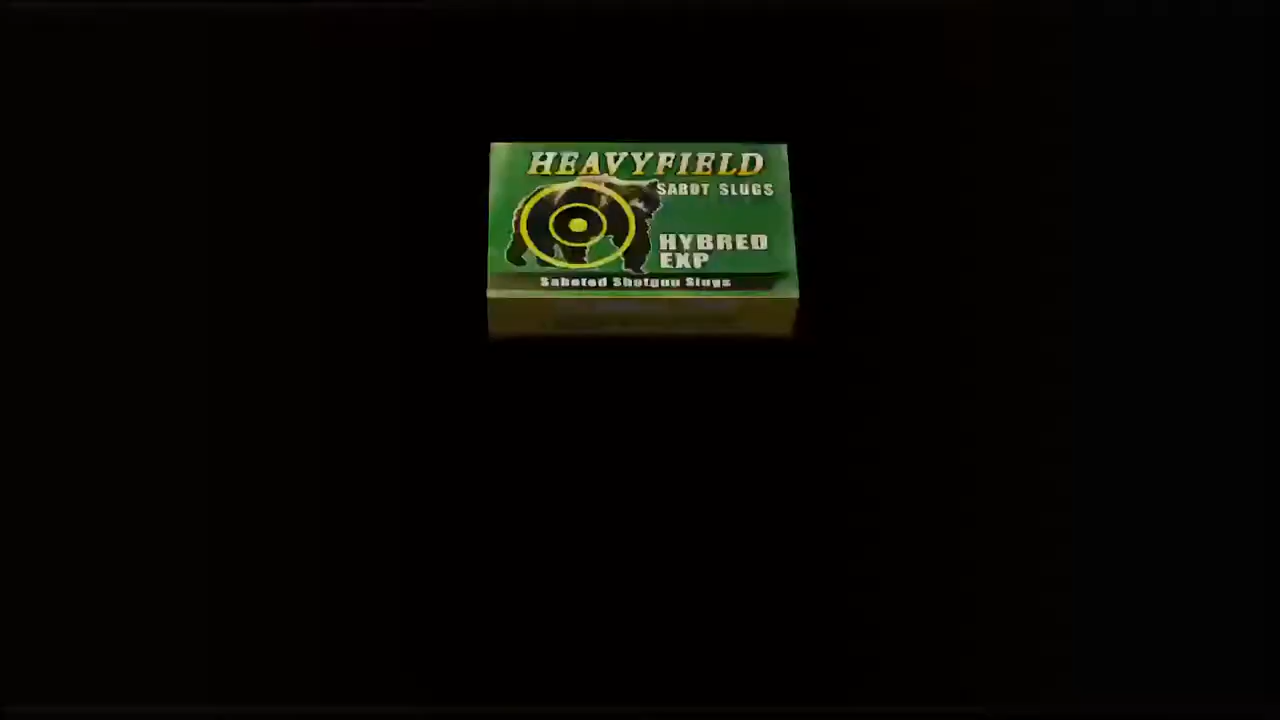 HEAVYFIELD
SABOT SLUGS
HYBRED
EXP
Saboted Shotgun Slugs